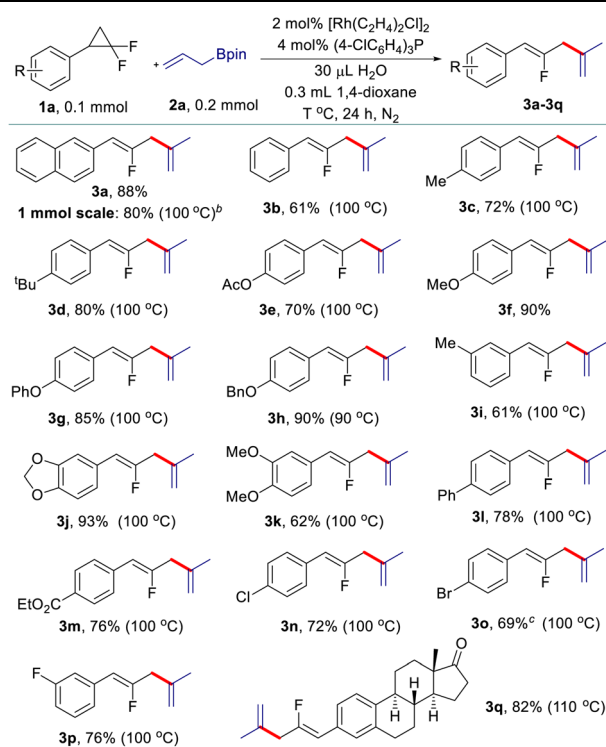 R
F
F
1a, 0.1 mmol
+
Bpin
2a, 0.2 mmol
2 mol% [Rh(C2H4)2Cl]2
4 mol% (4-ClC6H4)3P
30 μL H2O
0.3 mL 1,4-dioxane
T °C, 24 h, N2
R
F
3a-3q
F
3a, 88%
1 mmol scale: 80% (100 °C)b
F
3b, 61% (100 °C)
Me
F
3c, 72% (100 °C)
tBu
F
3d, 80% (100 °C)
AcO
F
3e, 70% (100 °C)
MeO
F
3f, 90%
PhO
F
3g, 85% (100 °C)
BnO
F
3h, 90% (90 °C)
Me
F
3i, 61% (100 °C)
O
O
F
3j, 93% (100 °C)
MeO
MeO
F
3k, 62% (100 °C)
Ph
F
3l, 78% (100 °C)
EtO2C
F
3m, 76% (100 °C)
Cl
F
3n, 72% (100 °C)
Br
F
3o, 69%c (100 °C)
F
F
3p, 76% (100 °C)
F
H
H
H
O
3q, 82% (110 °C)